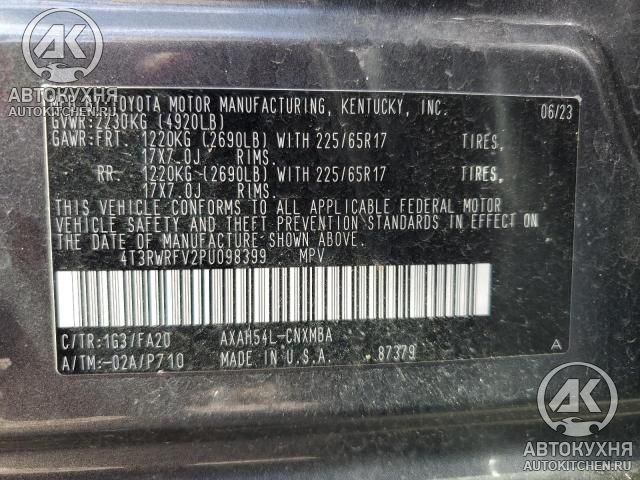 АВТОКУХНЯ
AUTOKITCHEN.RU
TOYOTA MOTOR MANUFACTURING, KENTUCKY, INC.
GVWR: 2230KG (4920LB) 06/23
GAWR: FRT. 1220KG (2690LB) WITH 225/65R17 TIRES,
17X7.0J RIMS.
RR. 1220KG (2690LB) WITH 225/65R17 TIRES,
17X7.0J RIMS.
THIS VEHICLE CONFORMS TO ALL APPLICABLE FEDERAL MOTOR
VEHICLE SAFETY AND THEFT PREVENTION STANDARDS IN EFFECT ON
THE DATE OF MANUFACTURE SHOWN ABOVE.
4T3RWRFV2PU098399 MPV
C/TR: 1G3/FA20 AXAH54L-CNXMBA A
A/TM: -02A/P710 MADE IN U.S.A. 87379
AK
АВТОКУХНЯ
AUTOKITCHEN.RU